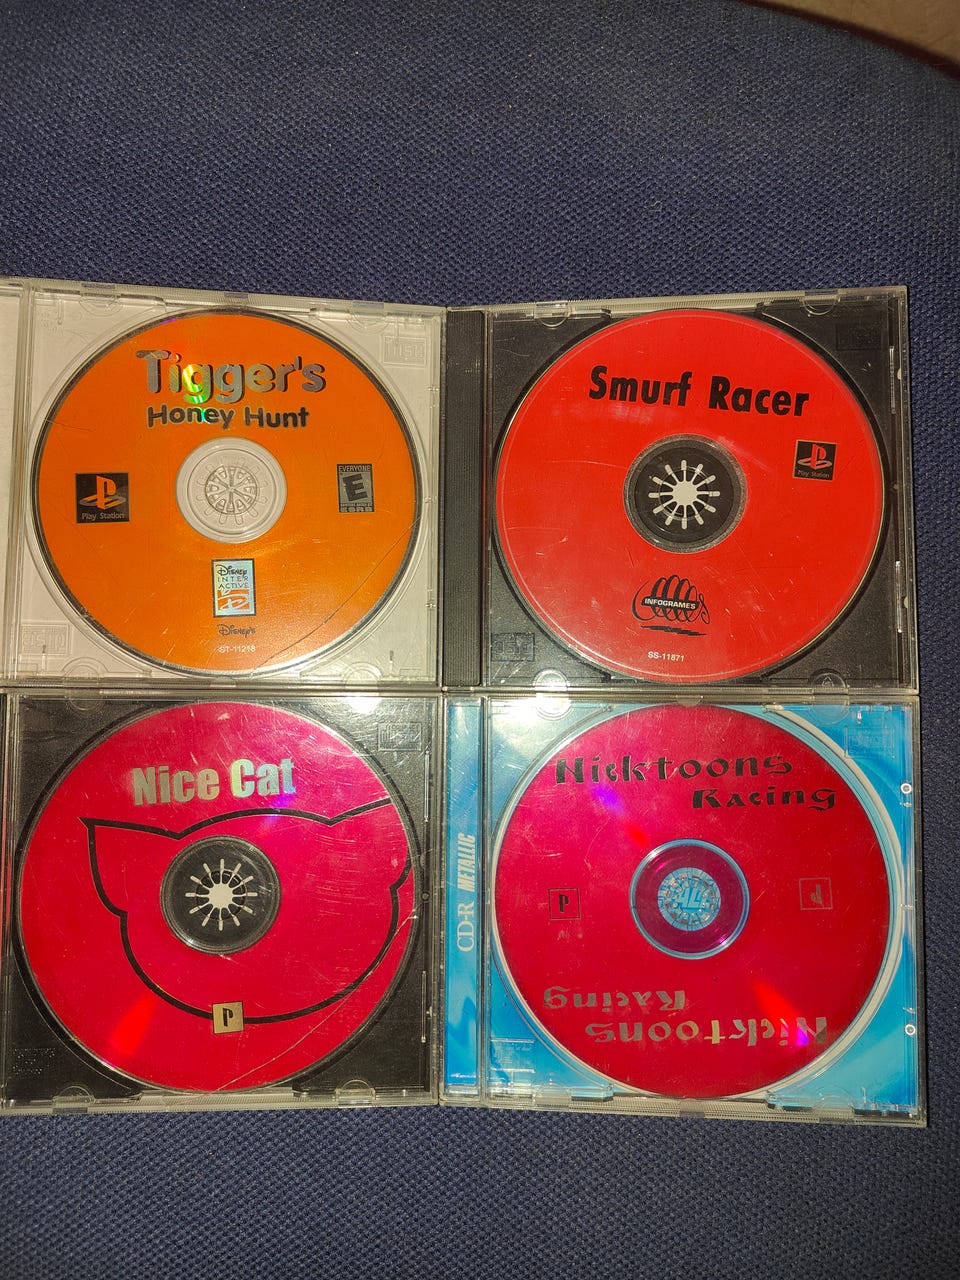 Tigger's
Honey Hunt
Play Station
EVERYONE
E
ESRB
DISNEY
INTER
ACTIVE
DISNEY'S
ST-11218
Smurf Racer
Play Station
INFOGRAMES
SS-11871
Nice Cat
P
CD-R METALLIC
Nicktoons
Racing
P
P
Nicktoons
Racing